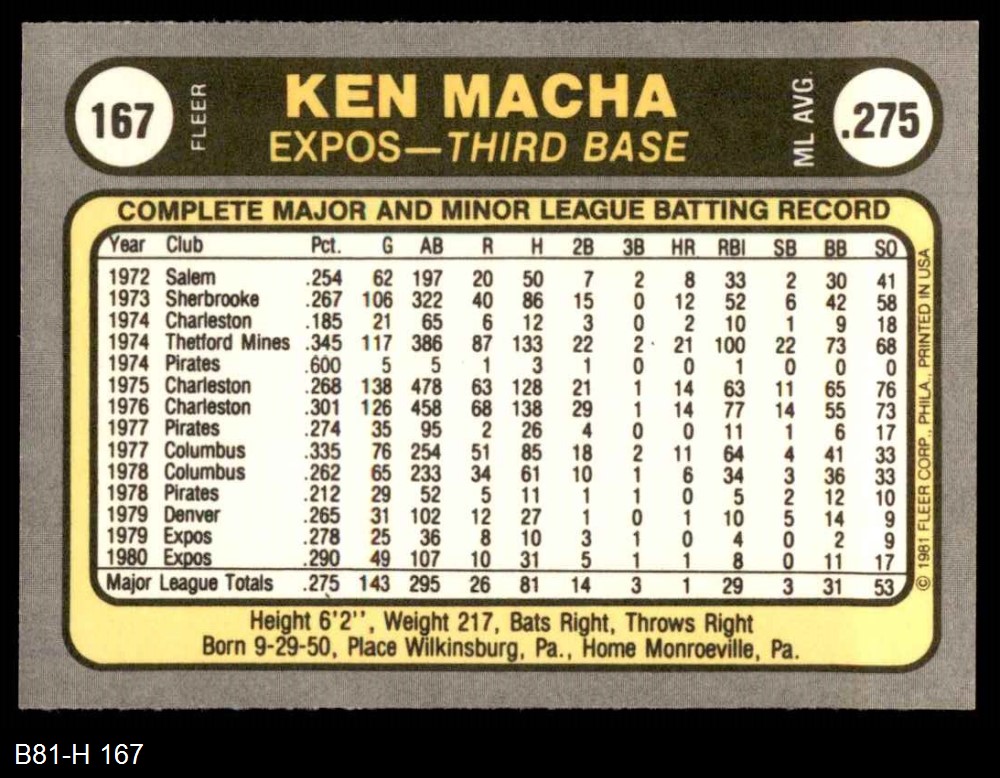 167 FLEER KEN MACHA ML AVG. .275
EXPOS—THIRD BASE
COMPLETE MAJOR AND MINOR LEAGUE BATTING RECORD
Year Club Pct. G AB R H 2B 3B HR RBI SB BB SO
1972 Salem .254 62 197 20 50 7 2 8 33 2 30 41
1973 Sherbrooke .267 106 322 40 86 15 0 12 52 6 42 58
1974 Charleston .185 21 65 6 12 3 0 2 10 1 9 18
1974 Thetford Mines .345 117 386 87 133 22 2 21 100 22 73 68
1974 Pirates .600 5 5 1 3 1 0 0 1 0 0 0
1975 Charleston .268 138 478 63 128 21 1 14 63 11 65 76
1976 Charleston .301 126 458 68 138 29 1 14 77 14 55 73
1977 Pirates .274 35 95 2 26 4 0 0 11 1 6 17
1977 Columbus .335 76 254 51 85 18 2 11 64 4 41 33
1978 Columbus .262 65 233 34 61 10 1 6 34 3 36 33
1978 Pirates .212 29 52 5 11 1 1 0 5 2 12 10
1979 Denver .265 31 102 12 27 1 0 1 10 5 14 9
1979 Expos .278 25 36 8 10 3 1 0 4 0 2 9
1980 Expos .290 49 107 10 31 5 1 1 8 0 11 17
Major League Totals .275 143 295 26 81 14 3 1 29 3 31 53
© 1981 FLEER CORP., PHILA., PRINTED IN USA
Height 6'2'', Weight 217, Bats Right, Throws Right
Born 9-29-50, Place Wilkinsburg, Pa., Home Monroeville, Pa.
B81-H 167